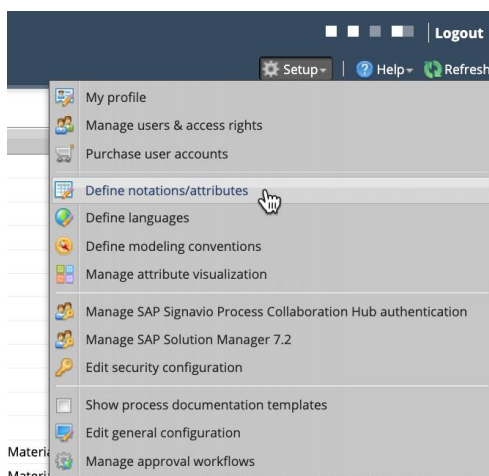 Logout
Setup Help Refresh
My profile
Manage users & access rights
Purchase user accounts
Define notations/attributes
Define languages
Define modeling conventions
Manage attribute visualization
Manage SAP Signavio Process Collaboration Hub authentication
Manage SAP Solution Manager 7.2
Edit security configuration
Show process documentation templates
Edit general configuration
Materia
Manage approval workflows